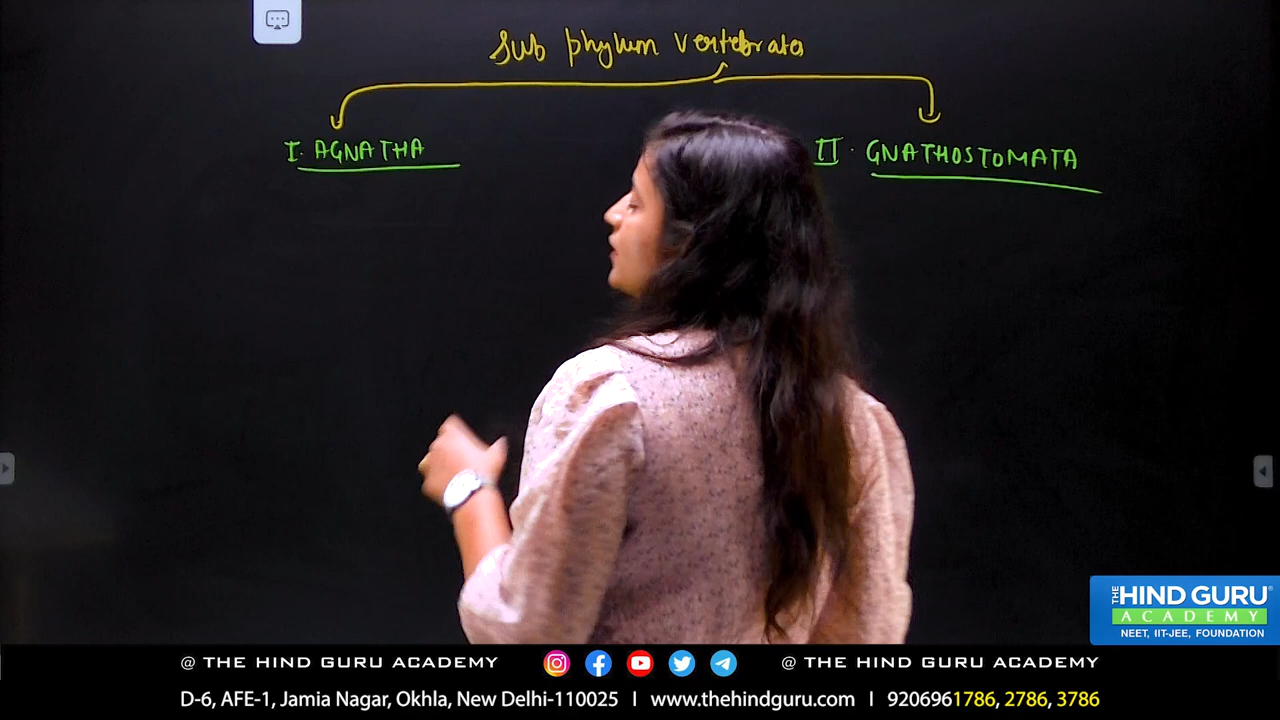 Sub phylum vertebrata
I. AGNATHA
II. GNATHOSTOMATA
THE HIND GURU®
ACADEMY
NEET, IIT-JEE, FOUNDATION
@ THE HIND GURU ACADEMY @ THE HIND GURU ACADEMY
D-6, AFE-1, Jamia Nagar, Okhla, New Delhi-110025 I www.thehindguru.com I 9206961786, 2786, 3786